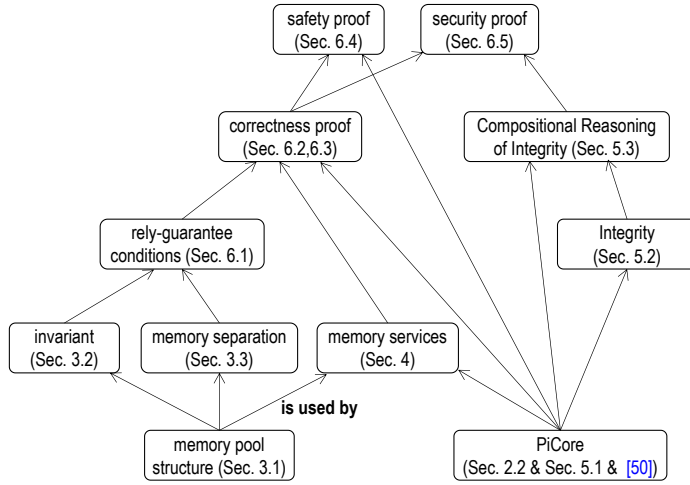 safety proof
(Sec. 6.4)
security proof
(Sec. 6.5)
correctness proof
(Sec. 6.2,6.3)
Compositional Reasoning
of Integrity (Sec. 5.3)
rely-guarantee
conditions (Sec. 6.1)
Integrity
(Sec. 5.2)
invariant
(Sec. 3.2)
memory separation
(Sec. 3.3)
memory services
(Sec. 4)
is used by
memory pool
structure (Sec. 3.1)
PiCore
(Sec. 2.2 & Sec. 5.1 & [50])